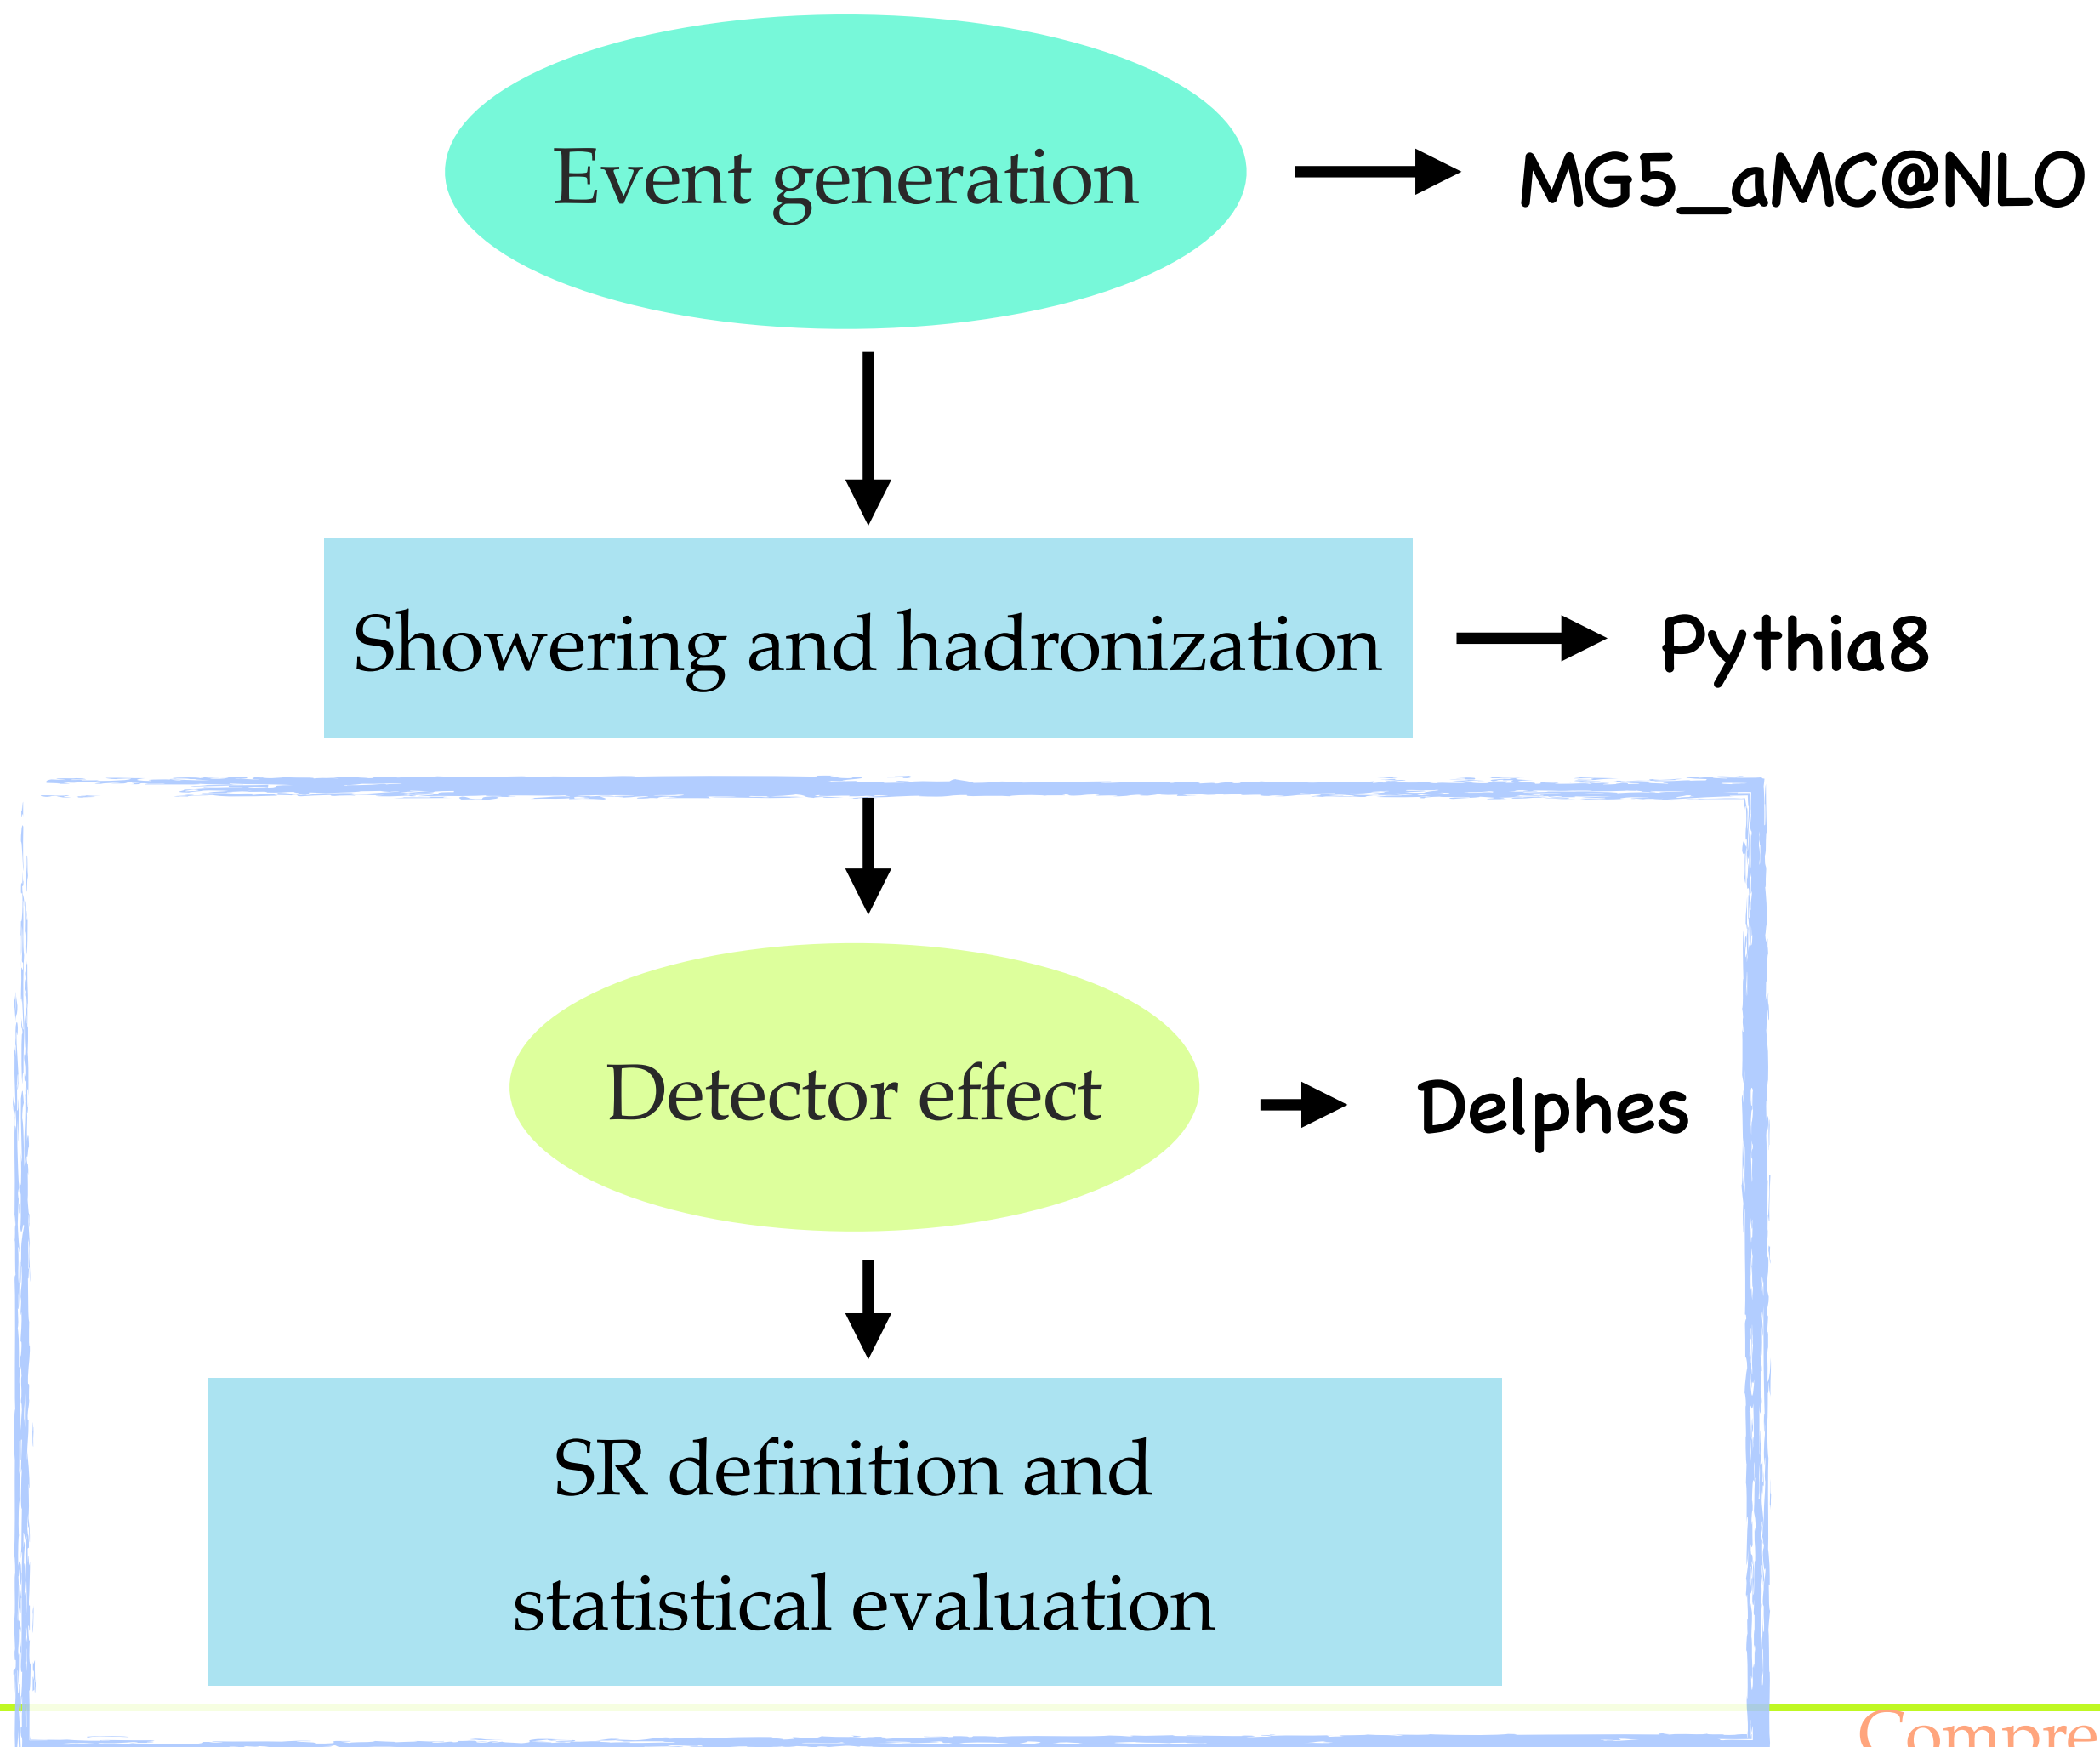 Event generation
MG5_aMC@NLO
Showering and hadronization
Pythia8
Detector effect
Delphes
SR definition and
statistical evaluation